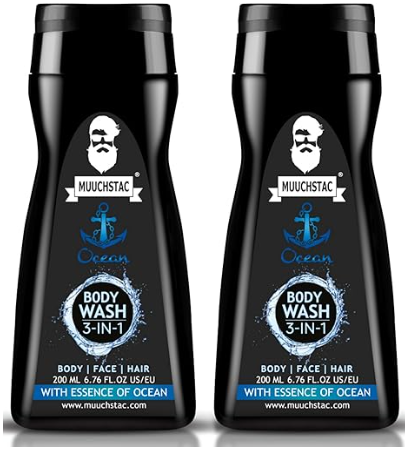 MUUCHSTAC ®
Ocean
BODY
WASH
3-IN-1
BODY | FACE | HAIR
200 ML 6.76 FL.OZ US/EU
WITH ESSENCE OF OCEAN
www.muuchstac.com
MUUCHSTAC ®
Ocean
BODY
WASH
3-IN-1
BODY | FACE | HAIR
200 ML 6.76 FL.OZ US/EU
WITH ESSENCE OF OCEAN
www.muuchstac.com